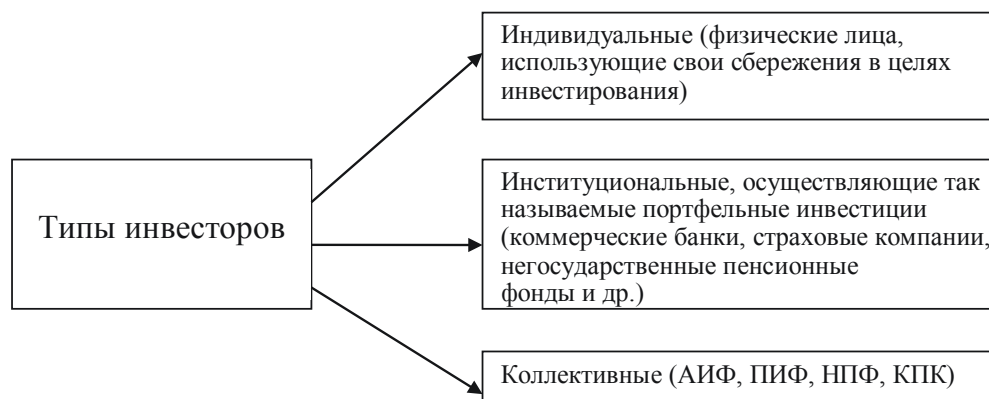 Индивидуальные (физические лица,
использующие свои сбережения в целях
инвестирования)
Типы инвесторов
Институциональные, осуществляющие так
называемые портфельные инвестиции
(коммерческие банки, страховые компании,
негосударственные пенсионные
фонды и др.)
Коллективные (АИФ, ПИФ, НПФ, КПК)